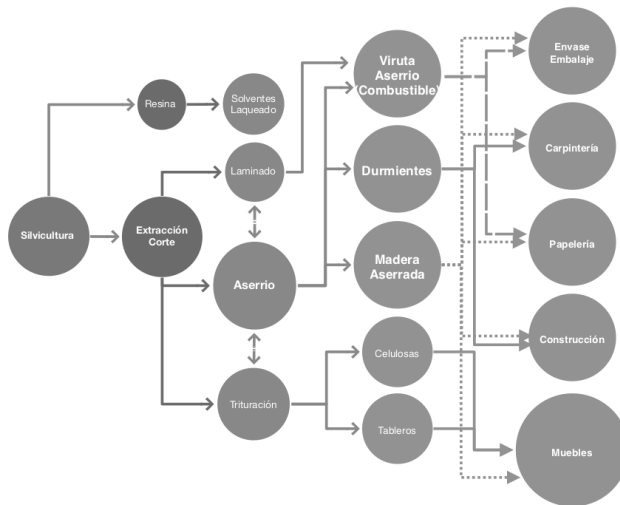 Resina
Solventes
Laqueado
Laminado
Silvicultura
Extracción
Corte
Aserrio
Trituración
Viruta
Aserrio
(Combustible)
Durmientes
Madera
Aserrada
Celulosas
Tableros
Envase
Embalaje
Carpintería
Papelería
Construcción
Muebles